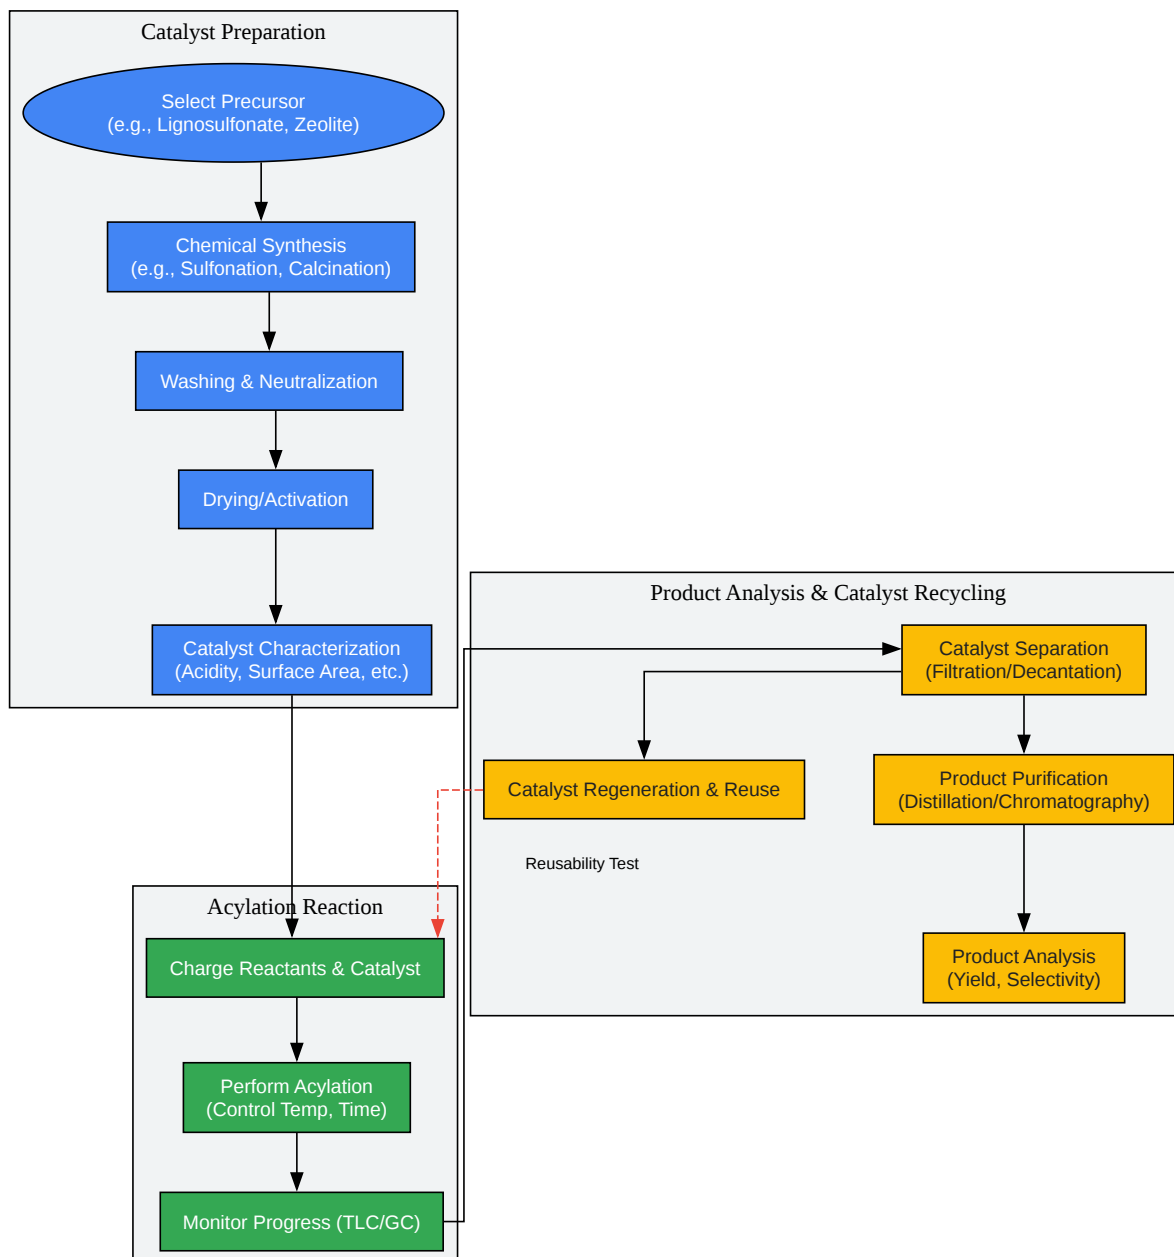 Catalyst Preparation
Select Precursor
(e.g., Lignosulfonate, Zeolite)
Chemical Synthesis
(e.g., Sulfonation, Calcination)
Washing & Neutralization
Drying/Activation
Catalyst Characterization
(Acidity, Surface Area, etc.)
Acylation Reaction
Charge Reactants & Catalyst
Perform Acylation
(Control Temp, Time)
Monitor Progress (TLC/GC)
Product Analysis & Catalyst Recycling
Catalyst Separation
(Filtration/Decantation)
Catalyst Regeneration & Reuse
Reusability Test
Product Purification
(Distillation/Chromatography)
Product Analysis
(Yield, Selectivity)